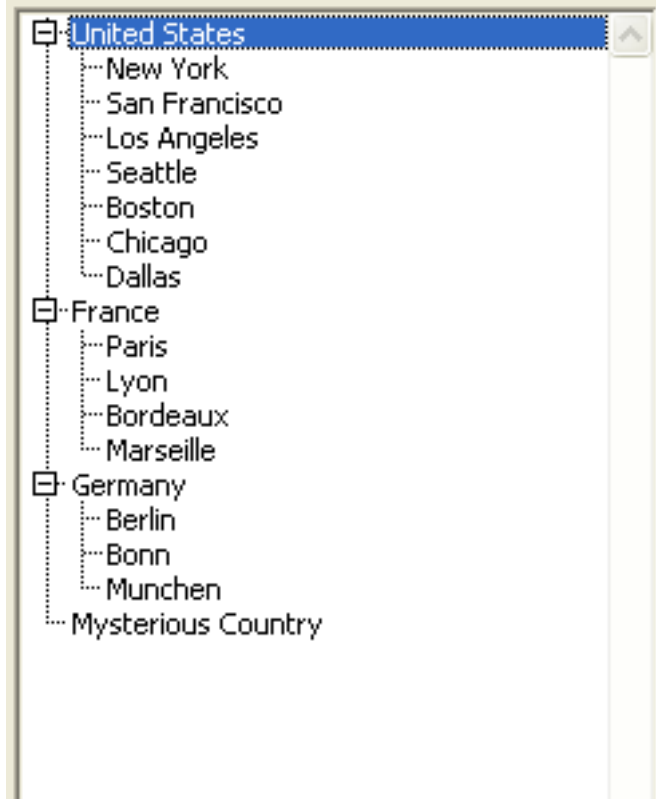 United States
New York
San Francisco
Los Angeles
Seattle
Boston
Chicago
Dallas
France
Paris
Lyon
Bordeaux
Marseille
Germany
Berlin
Bonn
Munchen
Mysterious Country